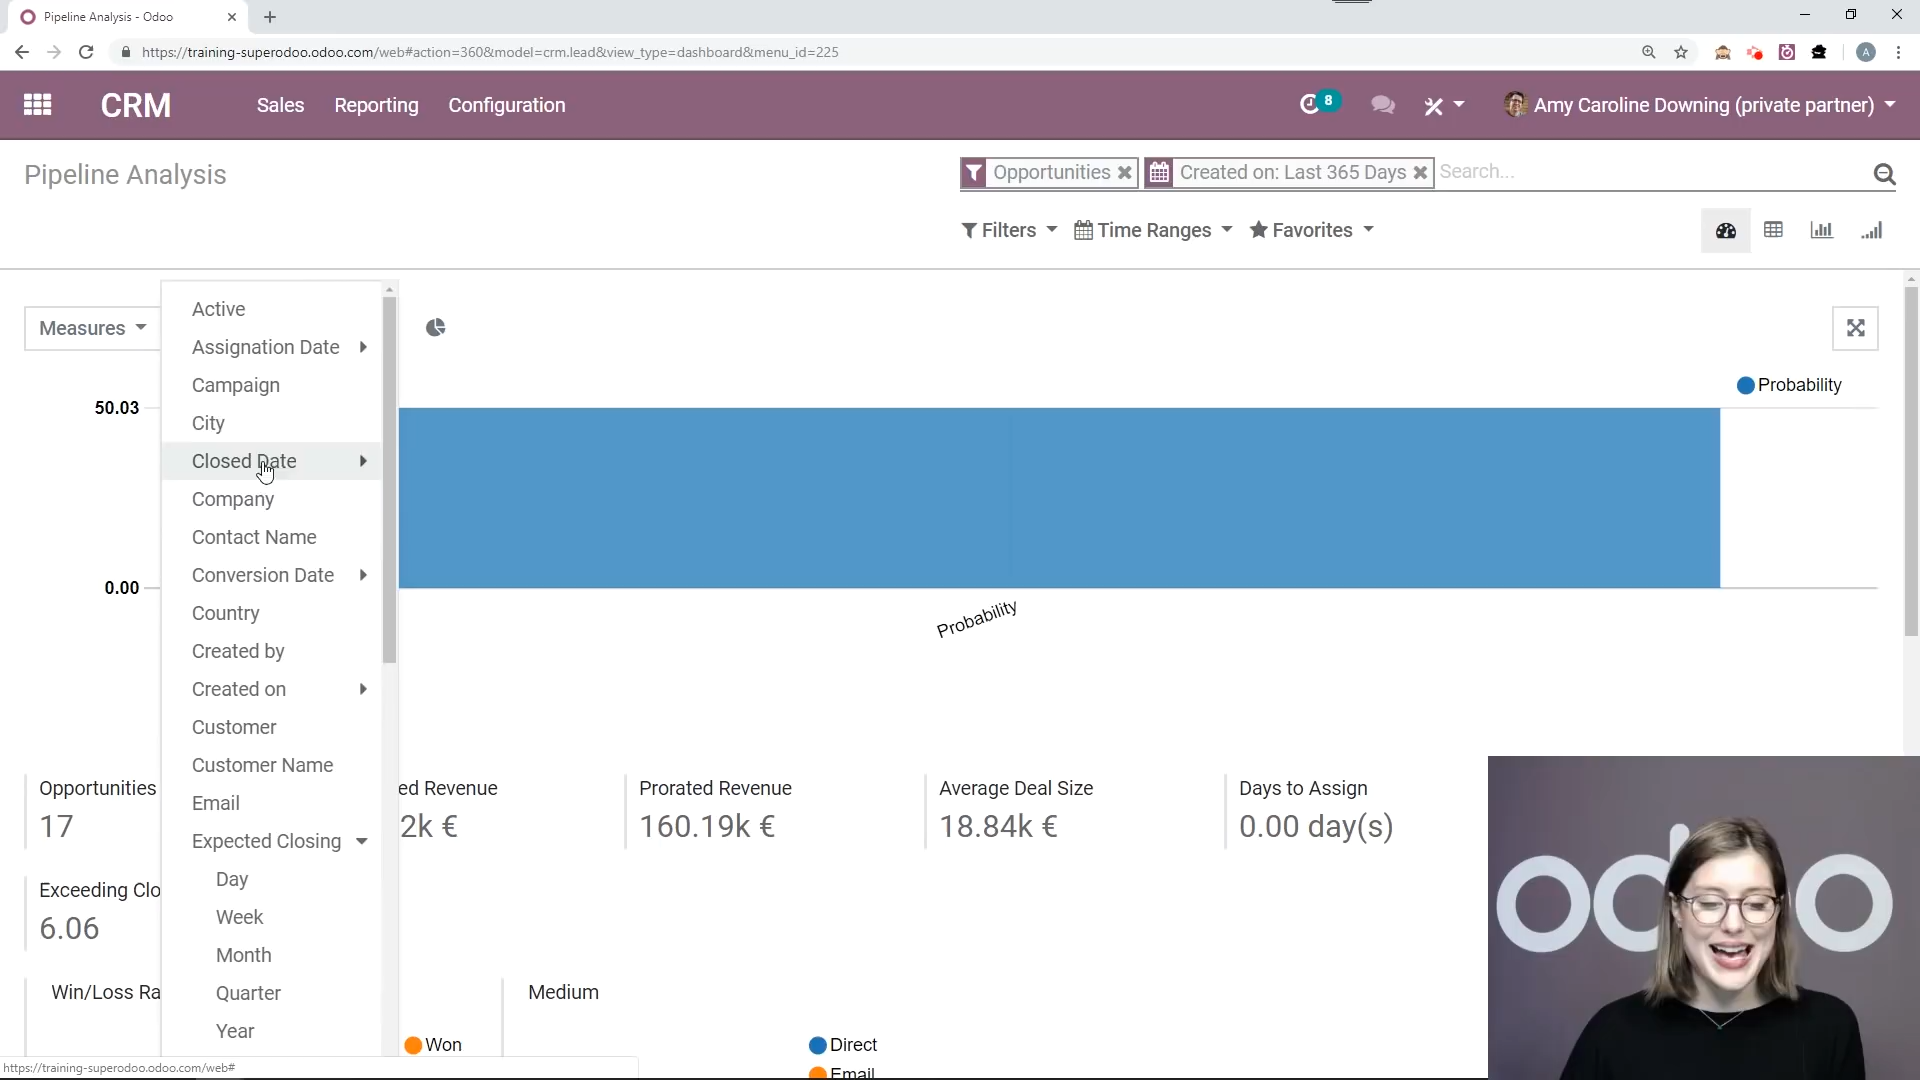 Pipeline Analysis - Odoo
https://training-superodoo.odoo.com/web#action=360&model=crm.lead&view_type=dashboard&menu_id=225
A
CRM
Sales
Reporting
Configuration
8
Amy Caroline Downing (private partner)
Pipeline Analysis
Opportunities
Created on: Last 365 Days
Search...
Filters
Time Ranges
Favorites
Measures
Active
Assignation Date
Campaign
City
Closed Date
Company
Contact Name
Conversion Date
Country
Created by
Created on
Customer
Customer Name
Email
Expected Closing
Day
Week
Month
Quarter
Year
Probability
50.03
0.00
Probability
Opportunities
17
ed Revenue
2k €
Prorated Revenue
160.19k €
Average Deal Size
18.84k €
Days to Assign
0.00 day(s)
Exceeding Clo
6.06
Win/Loss Ra
Won
Medium
Direct
Email
https://training-superodoo.odoo.com/web#
odoo